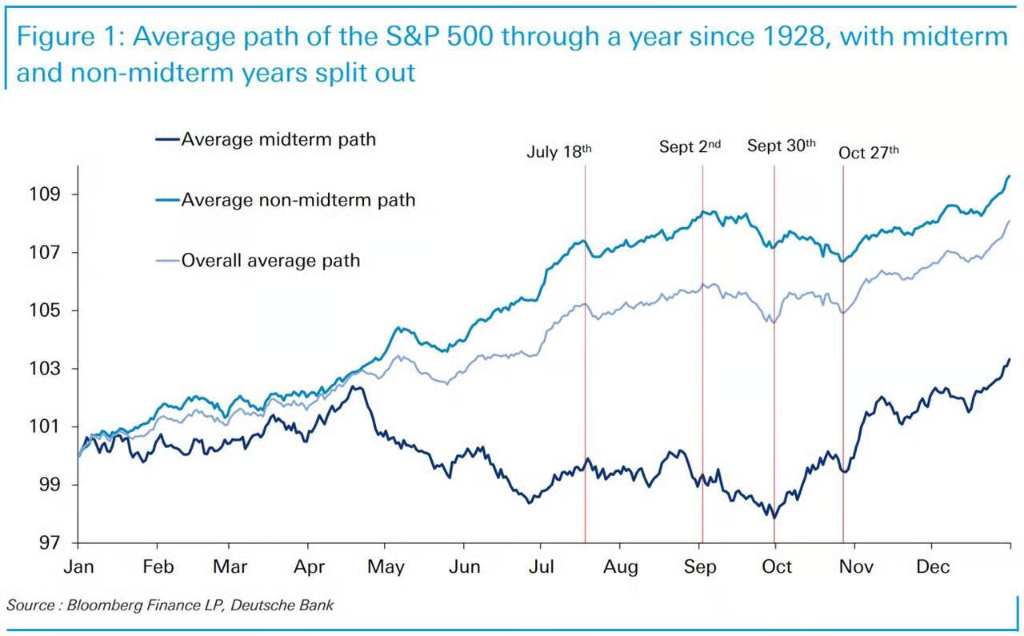 Figure 1: Average path of the S&P 500 through a year since 1928, with midterm
and non-midterm years split out
Average midterm path
Average non-midterm path
Overall average path
July 18th
Sept 2nd
Sept 30th
Oct 27th
109
107
105
103
101
99
97
Jan Feb Mar Apr May Jun Jul Aug Sep Oct Nov Dec
Source : Bloomberg Finance LP, Deutsche Bank